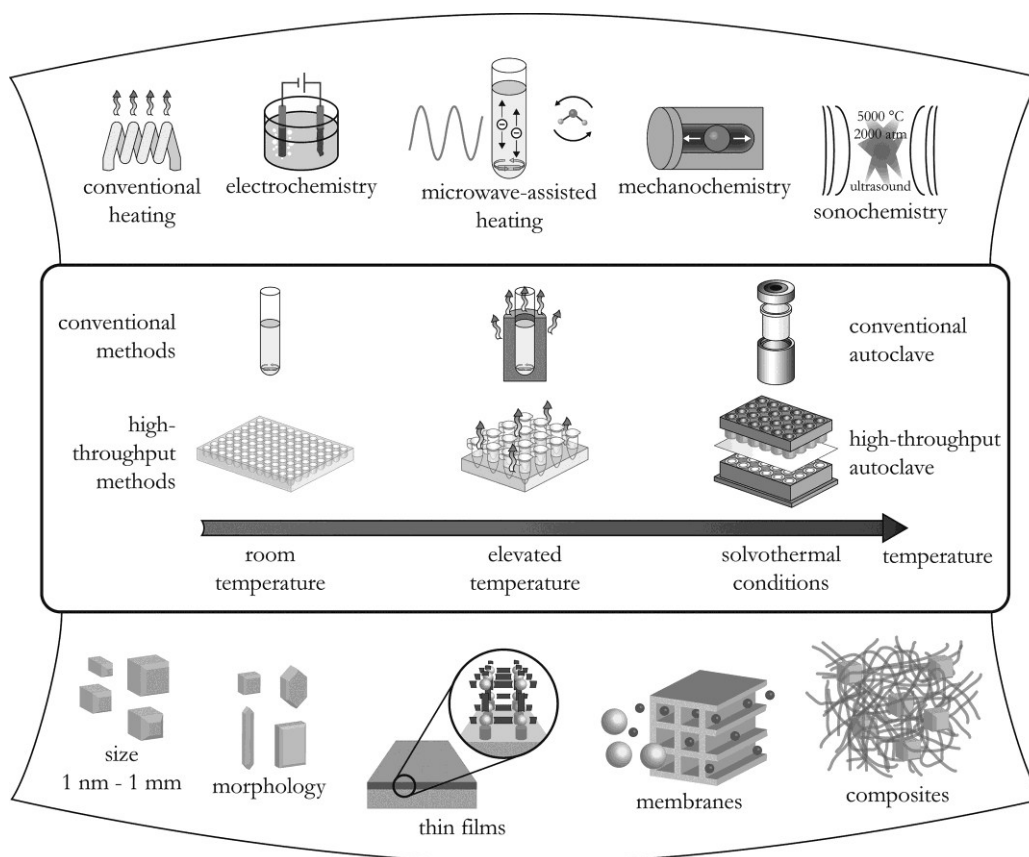 conventional
heating
electrochemistry
microwave-assisted
heating
mechanochemistry
5000 °C
2000 atm
ultrasound
sonochemistry
conventional
methods
conventional
autoclave
high-
throughput
methods
high-throughput
autoclave
room
temperature
elevated
temperature
solvothermal
conditions
temperature
size
1 nm - 1 mm
morphology
thin films
membranes
composites